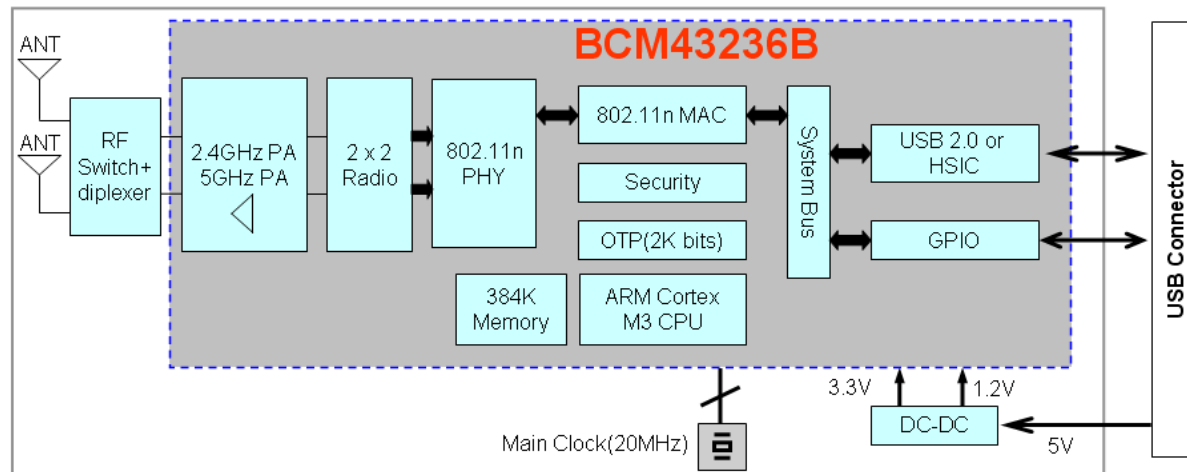 BCM43236B
ANT
ANT
RF
Switch+
diplexer
2.4GHz PA
5GHz PA
2 x 2
Radio
802.11n
PHY
802.11n MAC
Security
OTP(2K bits)
384K
Memory
ARM Cortex
M3 CPU
System Bus
USB 2.0 or
HSIC
GPIO
USB Connector
3.3V
1.2V
DC-DC
5V
Main Clock(20MHz)